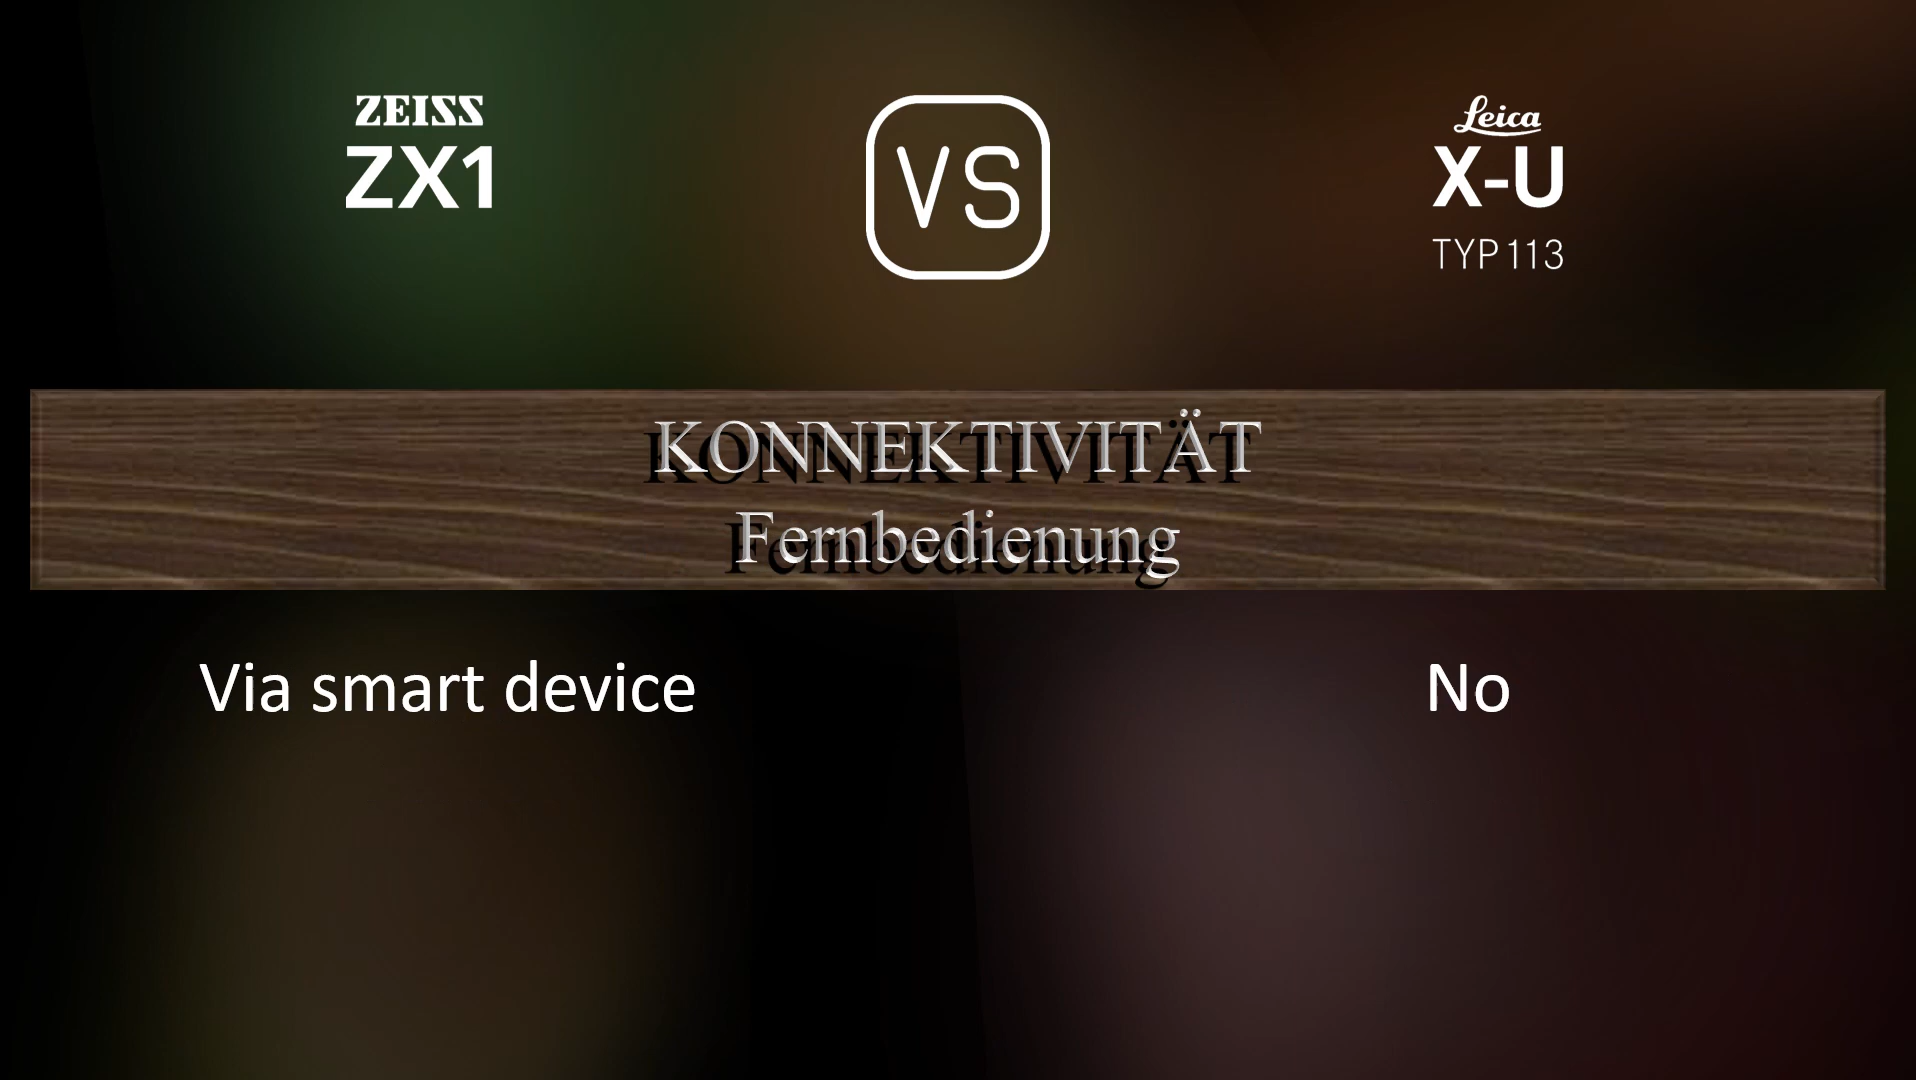 ZEISS
ZX1
VS
Leica
X-U
TYP 113
KONNEKTIVITÄT
Fernbedienung
Via smart device
No